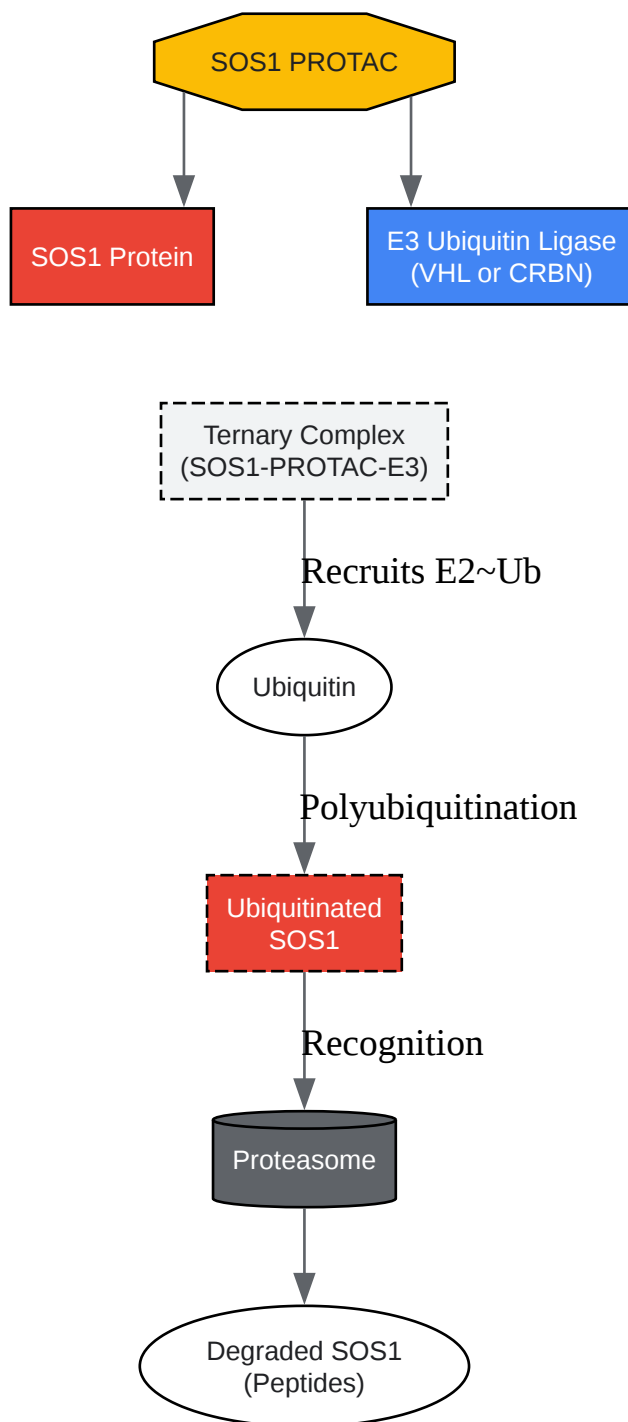 SOS1 PROTAC
SOS1 Protein
E3 Ubiquitin Ligase
(VHL or CRBN)
Ternary Complex
(SOS1-PROTAC-E3)
Recruits E2~Ub
Ubiquitin
Polyubiquitination
Ubiquitinated
SOS1
Recognition
Proteasome
Degraded SOS1
(Peptides)